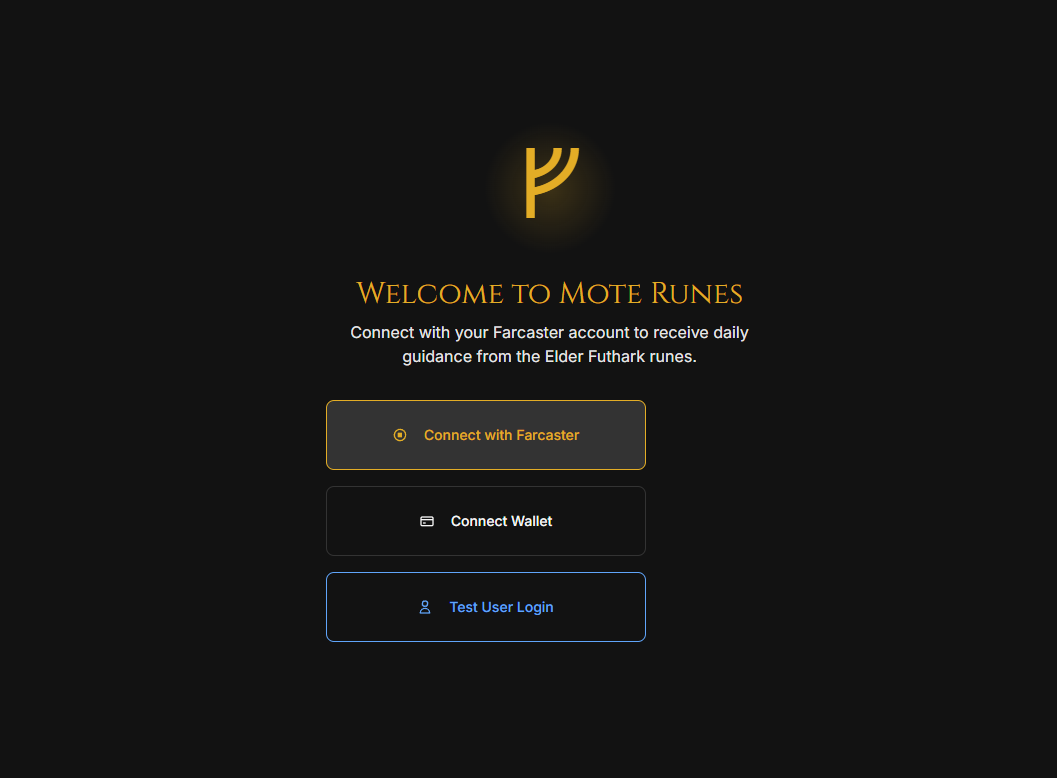 ᚠ
Welcome to Mote Runes
Connect with your Farcaster account to receive daily
guidance from the Elder Futhark runes.
Connect with Farcaster
Connect Wallet
Test User Login